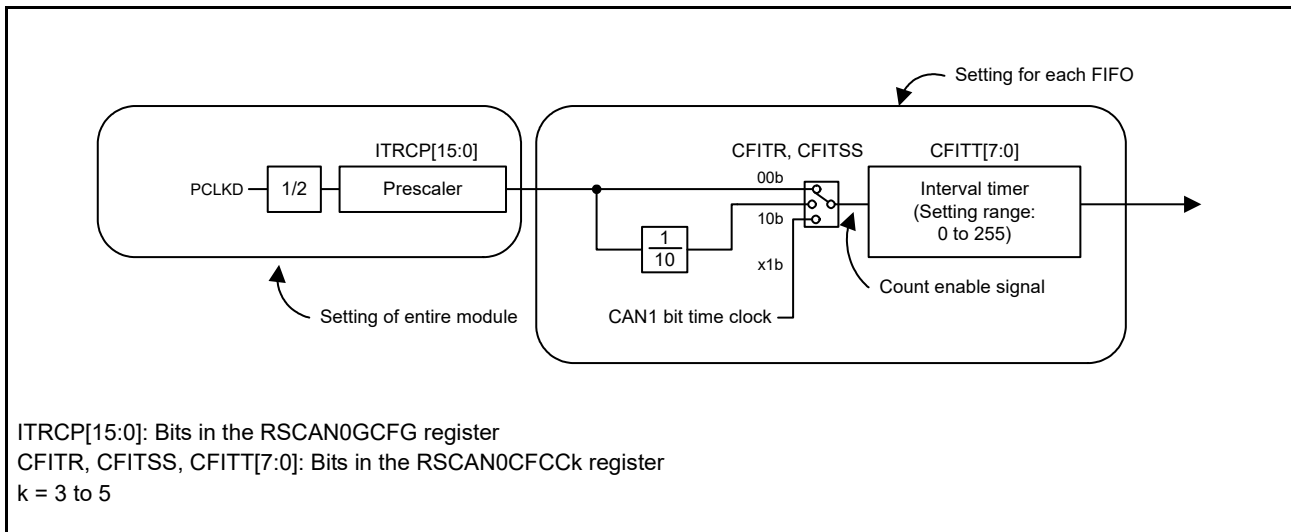 Setting for each FIFO
ITRCP[15:0]
CFITR, CFITSS
CFITT[7:0]
PCLKD
1/2
Prescaler
00b
10b
x1b
1
10
Interval timer
(Setting range:
0 to 255)
Count enable signal
CAN1 bit time clock
Setting of entire module
ITRCP[15:0]: Bits in the RSCAN0GCFG register
CFITR, CFITSS, CFITT[7:0]: Bits in the RSCAN0CFCCk register
k = 3 to 5